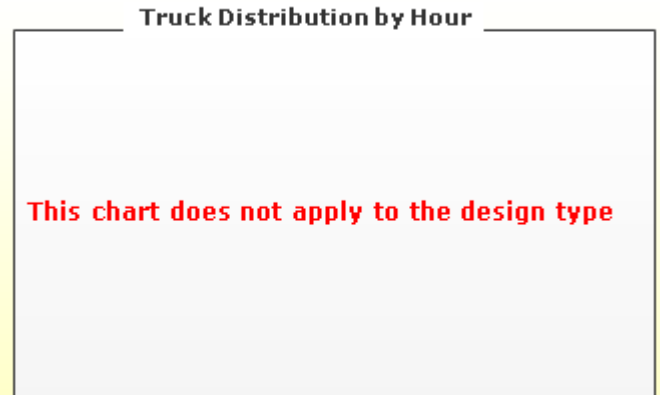 Truck Distribution by Hour
This chart does not apply to the design type